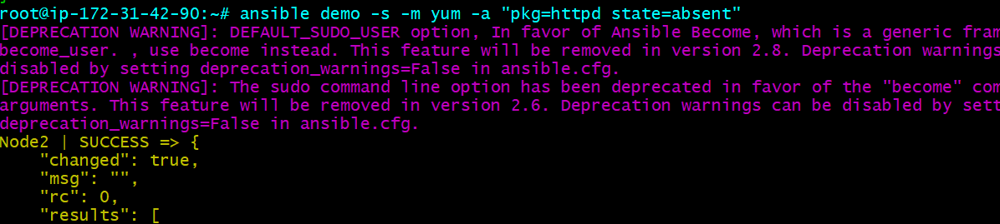 root@ip-172-31-42-90:~# ansible demo -s -m yum -a "pkg=httpd state=absent"
[DEPRECATION WARNING]: DEFAULT_SUDO_USER option, In favor of Ansible Become, which is a generic fram
become_user. , use become instead. This feature will be removed in version 2.8. Deprecation warnings
disabled by setting deprecation_warnings=False in ansible.cfg.
[DEPRECATION WARNING]: The sudo command line option has been deprecated in favor of the "become" com
arguments. This feature will be removed in version 2.6. Deprecation warnings can be disabled by sett
deprecation_warnings=False in ansible.cfg.
Node2 | SUCCESS => {
    "changed": true,
    "msg": "",
    "rc": 0,
    "results": [